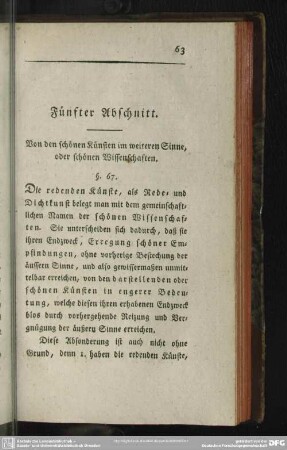 63
Fünfter Abschnitt.
Von den schönen Künsten im weiteren Sinne,
oder schönen Wissenschaften.
§. 67.
Die redenden Künste, als Rede- und
Dichtkunst belegt man mit dem gemeinschaft-
lichen Namen der schönen Wissenschaf-
ten. Sie unterscheiden sich dadurch, daß sie
ihren Endzweck, Erregung schöner Em-
pfindungen, ohne vorherige Bestechung der
äussern Sinne, und also gewissermaßen unmit-
telbar erreichen, von den darstellenden oder
schönen Künsten in engerer Bedeu-
tung, welche diesen ihren erhabenen Endzweck
blos durch vorhergehende Reizung und Ver-
gnügung der äußern Sinne erreichen.
Diese Absonderung ist auch nicht ohne
Grund, denn 1. haben die redenden Künste,